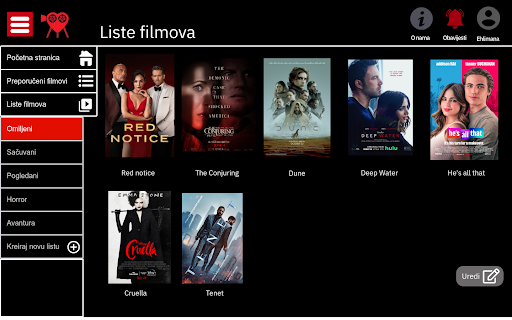 Liste filmova
O nama
Obavijesti
Ehlimana
Početna stranica
Preporučeni filmovi
Liste filmova
Omiljeni
Sačuvani
Pogledani
Horror
Avantura
Kreiraj novu listu
RED
NOTICE
THE
DEMONIC
CASE
THAT
SHOCKED
AMERICA
CONJURING
DUNE
DEEP WATER
hulu
he's all that
Red notice
The Conjuring
Dune
Deep Water
He's all that
Cruella
TENET
Cruella
Tenet
Uredi